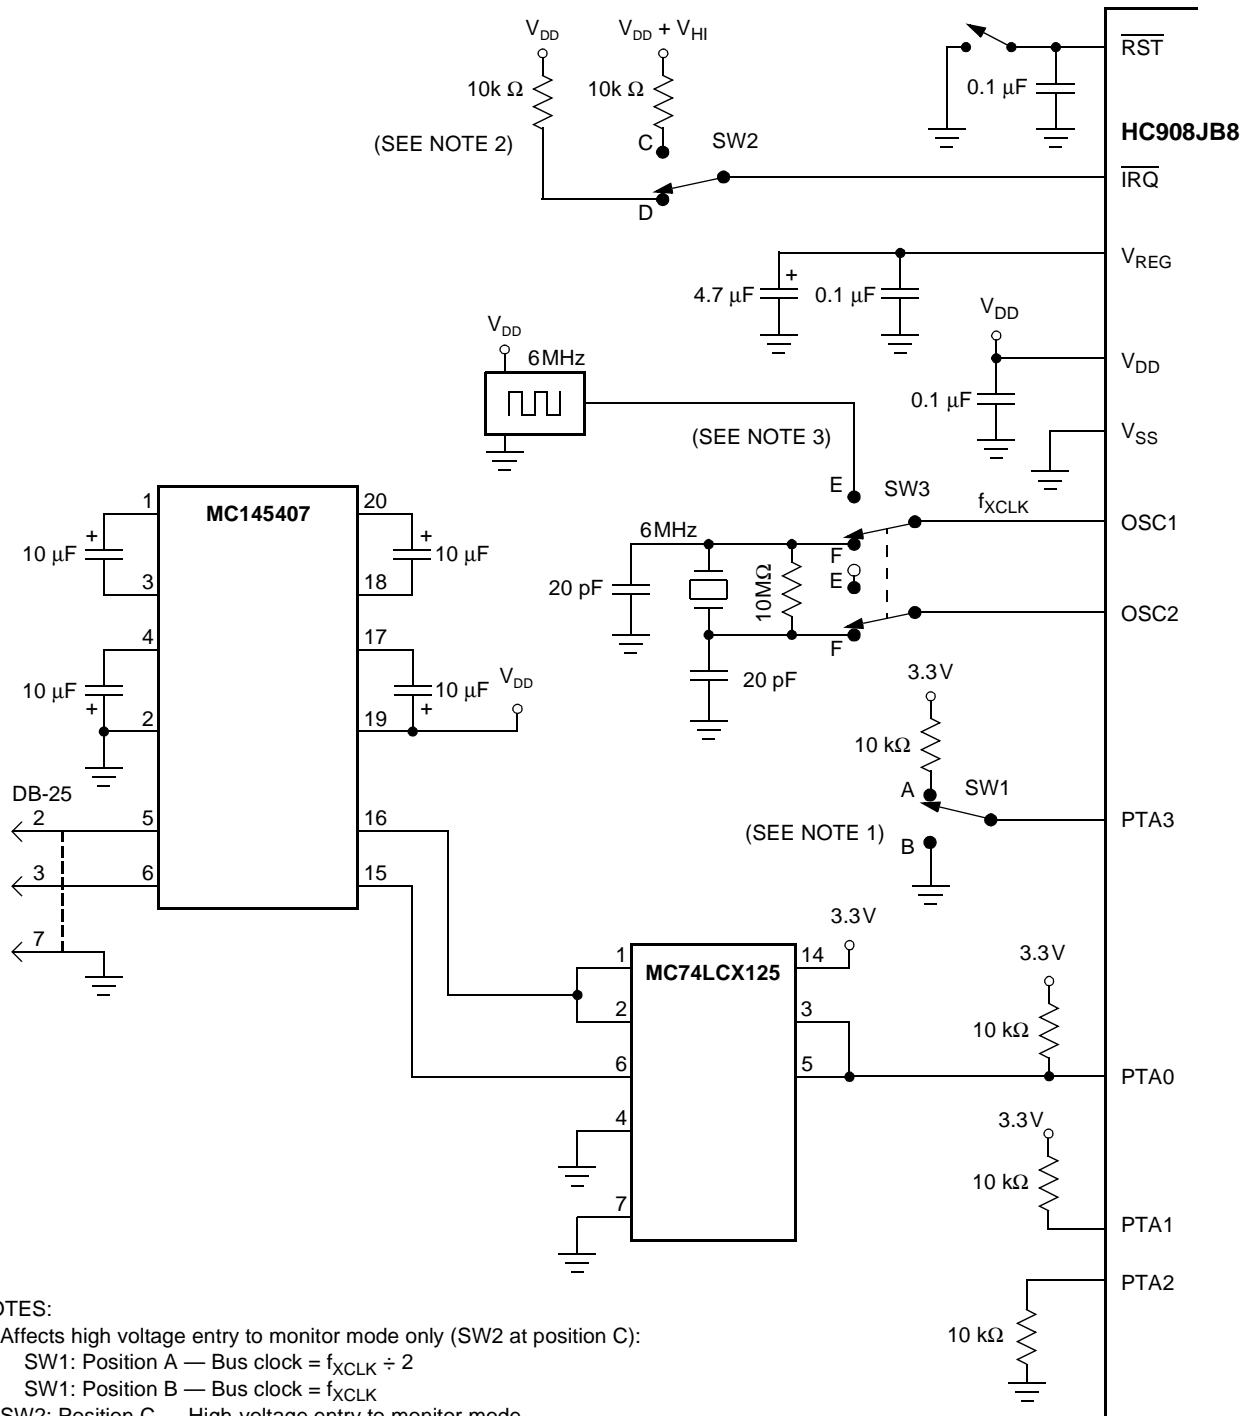 V_DD
V_DD + V_HI
10k Ω
10k Ω
(SEE NOTE 2)
C
SW2
D
RST
0.1 µF
HC908JB8
IRQ
V_REG
4.7 µF
+
0.1 µF
V_DD
V_DD
0.1 µF
V_SS
V_DD
6MHz
(SEE NOTE 3)
E
SW3
f_XCLK
OSC1
6MHz
F
E
20 pF
10MΩ
OSC2
F
20 pF
MC145407
1
20
10 µF
+
+
10 µF
3
18
4
17
10 µF
+
10 µF
+
V_DD
2
19
DB-25
2
5
16
3
6
15
7
3.3V
10 kΩ
A
SW1
PTA3
(SEE NOTE 1)
B
3.3V
MC74LCX125
1
14
2
3
6
5
4
7
3.3V
10 kΩ
PTA0
3.3V
10 kΩ
PTA1
PTA2
10 kΩ
OTES:
Affects high voltage entry to monitor mode only (SW2 at position C):
SW1: Position A — Bus clock = f_XCLK ÷ 2
SW1: Position B — Bus clock = f_XCLK